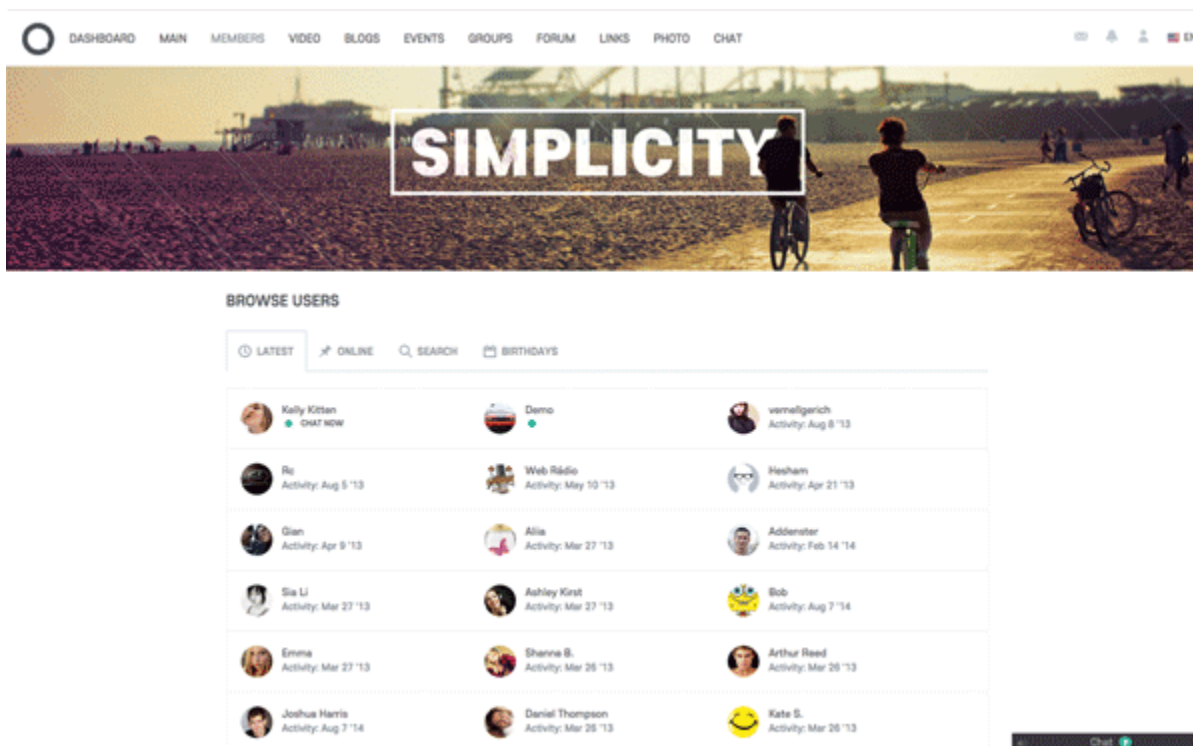 DASHBOARD MAIN MEMBERS VIDEO BLOGS EVENTS GROUPS FORUM LINKS PHOTO CHAT
SIMPLICITY
BROWSE USERS
LATEST ONLINE SEARCH BIRTHDAYS
Kelly Kitten Demo vernellgerich
CHAT NOW Activity: Aug 8 '13
Rc Web Rádio Hesham
Activity: Aug 5 '13 Activity: May 10 '13 Activity: Apr 21 '13
Gian Aliia Addenster
Activity: Apr 9 '13 Activity: Mar 27 '13 Activity: Feb 14 '14
Sia Li Ashley Kirst Bob
Activity: Mar 27 '13 Activity: Mar 27 '13 Activity: Aug 7 '14
Emma Shanna B. Arthur Reed
Activity: Mar 27 '13 Activity: Mar 26 '13 Activity: Mar 26 '13
Joshua Harris Daniel Thompson Kate S.
Activity: Aug 7 '14 Activity: Mar 26 '13 Activity: Mar 26 '13
Chat